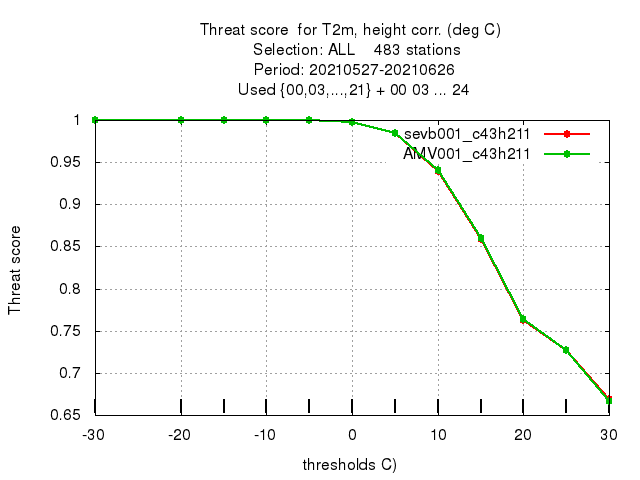 Threat score  for T2m, height corr. (deg C)
Selection: ALL    483 stations
Period: 20210527-20210626
Used {00,03,...,21} + 00 03 ... 24
sevb001_c43h211
AMV001_c43h211
1
0.95
0.9
0.85
0.8
0.75
0.7
0.65
Threat score
-30 -20 -10 0 10 20 30
thresholds C)